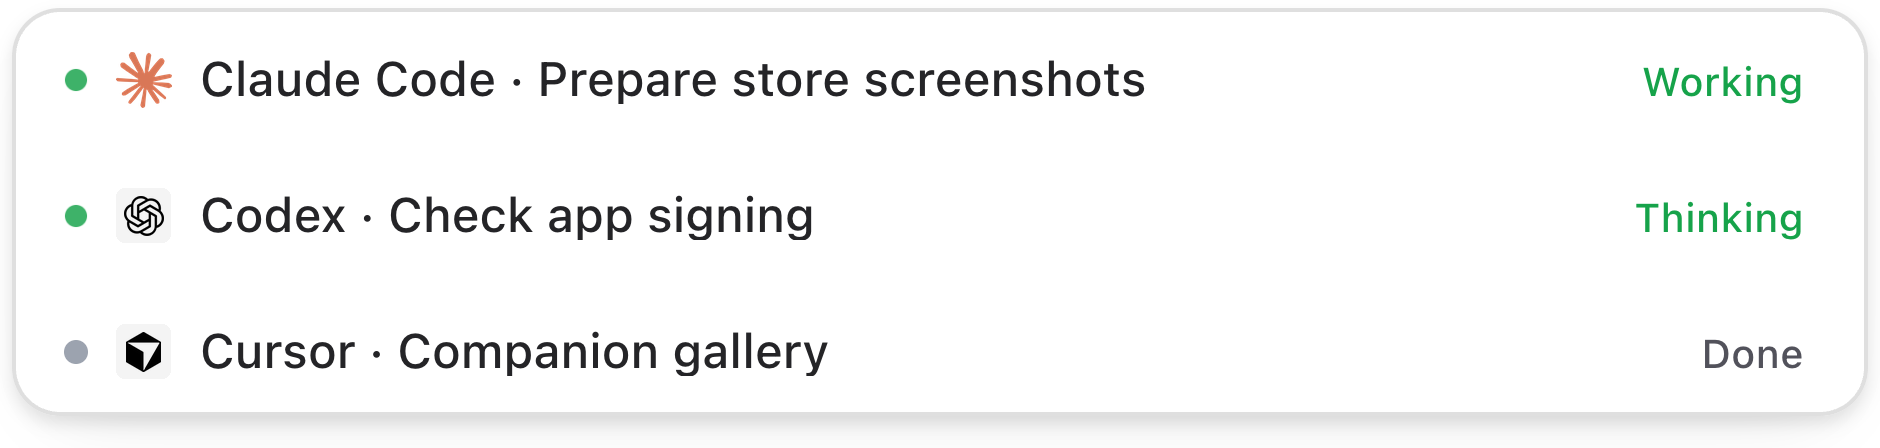 Claude Code · Prepare store screenshots Working
Codex · Check app signing Thinking
Cursor · Companion gallery Done